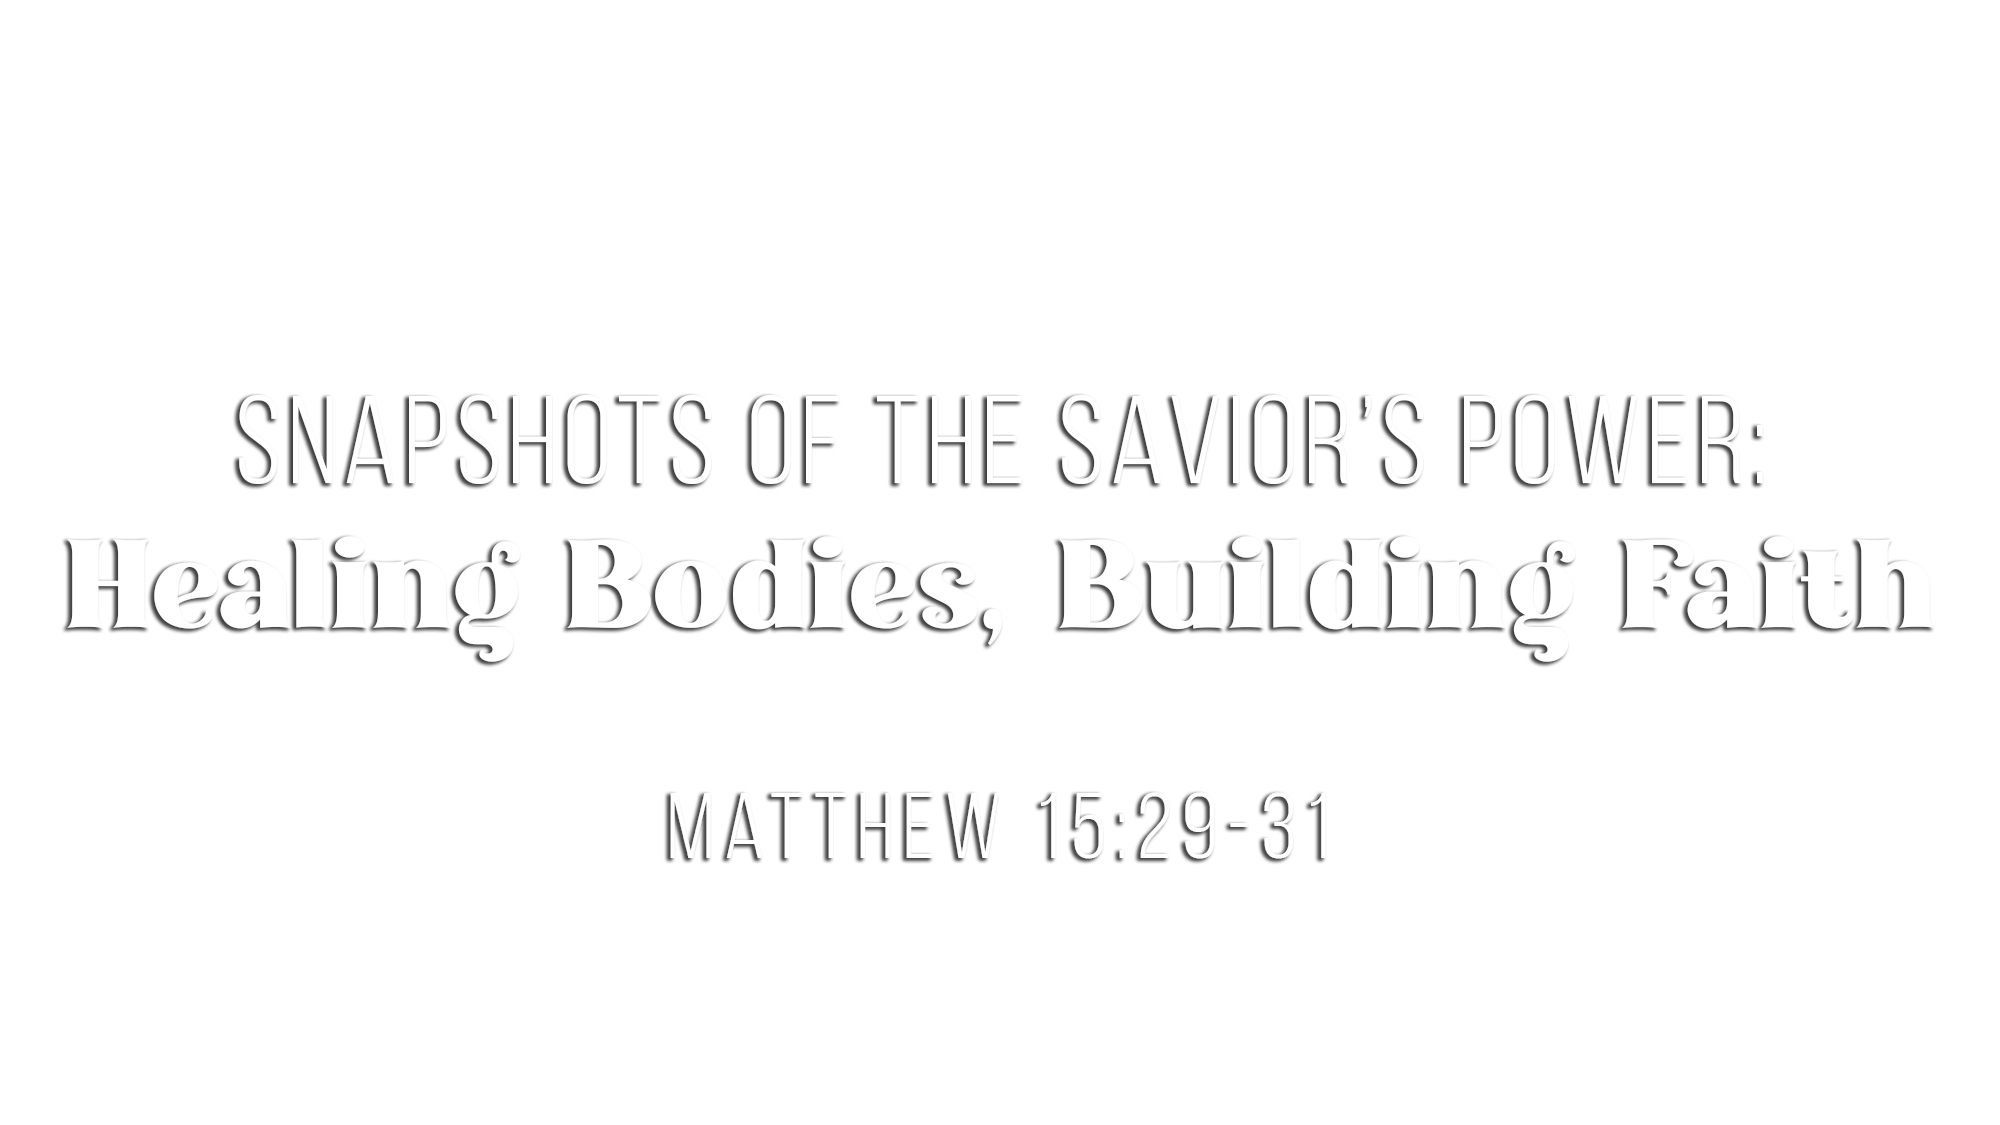 SNAPSHOTS OF THE SAVIOR’S POWER:
Healing Bodies, Building Faith
MATTHEW 15:29-31